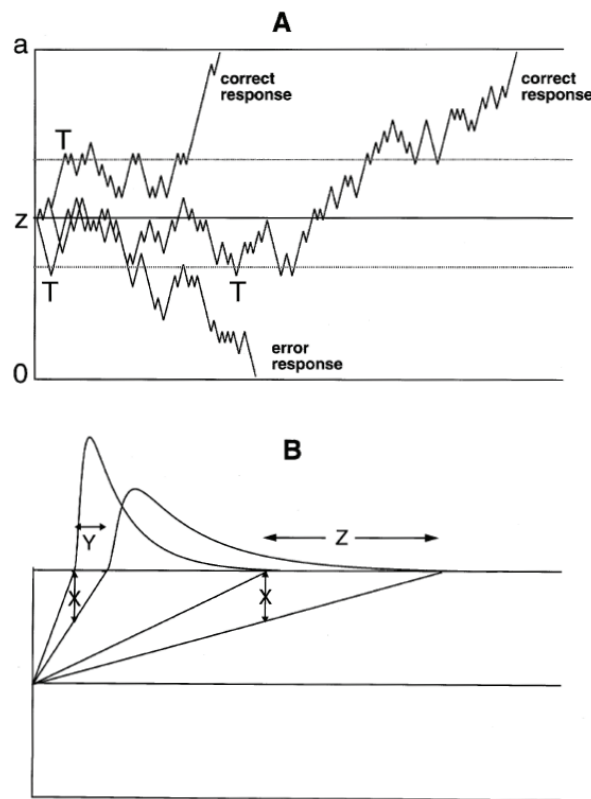 A
a
correct
response
correct
response
T
z
T
T
error
response
0
B
Y
Z
X
X